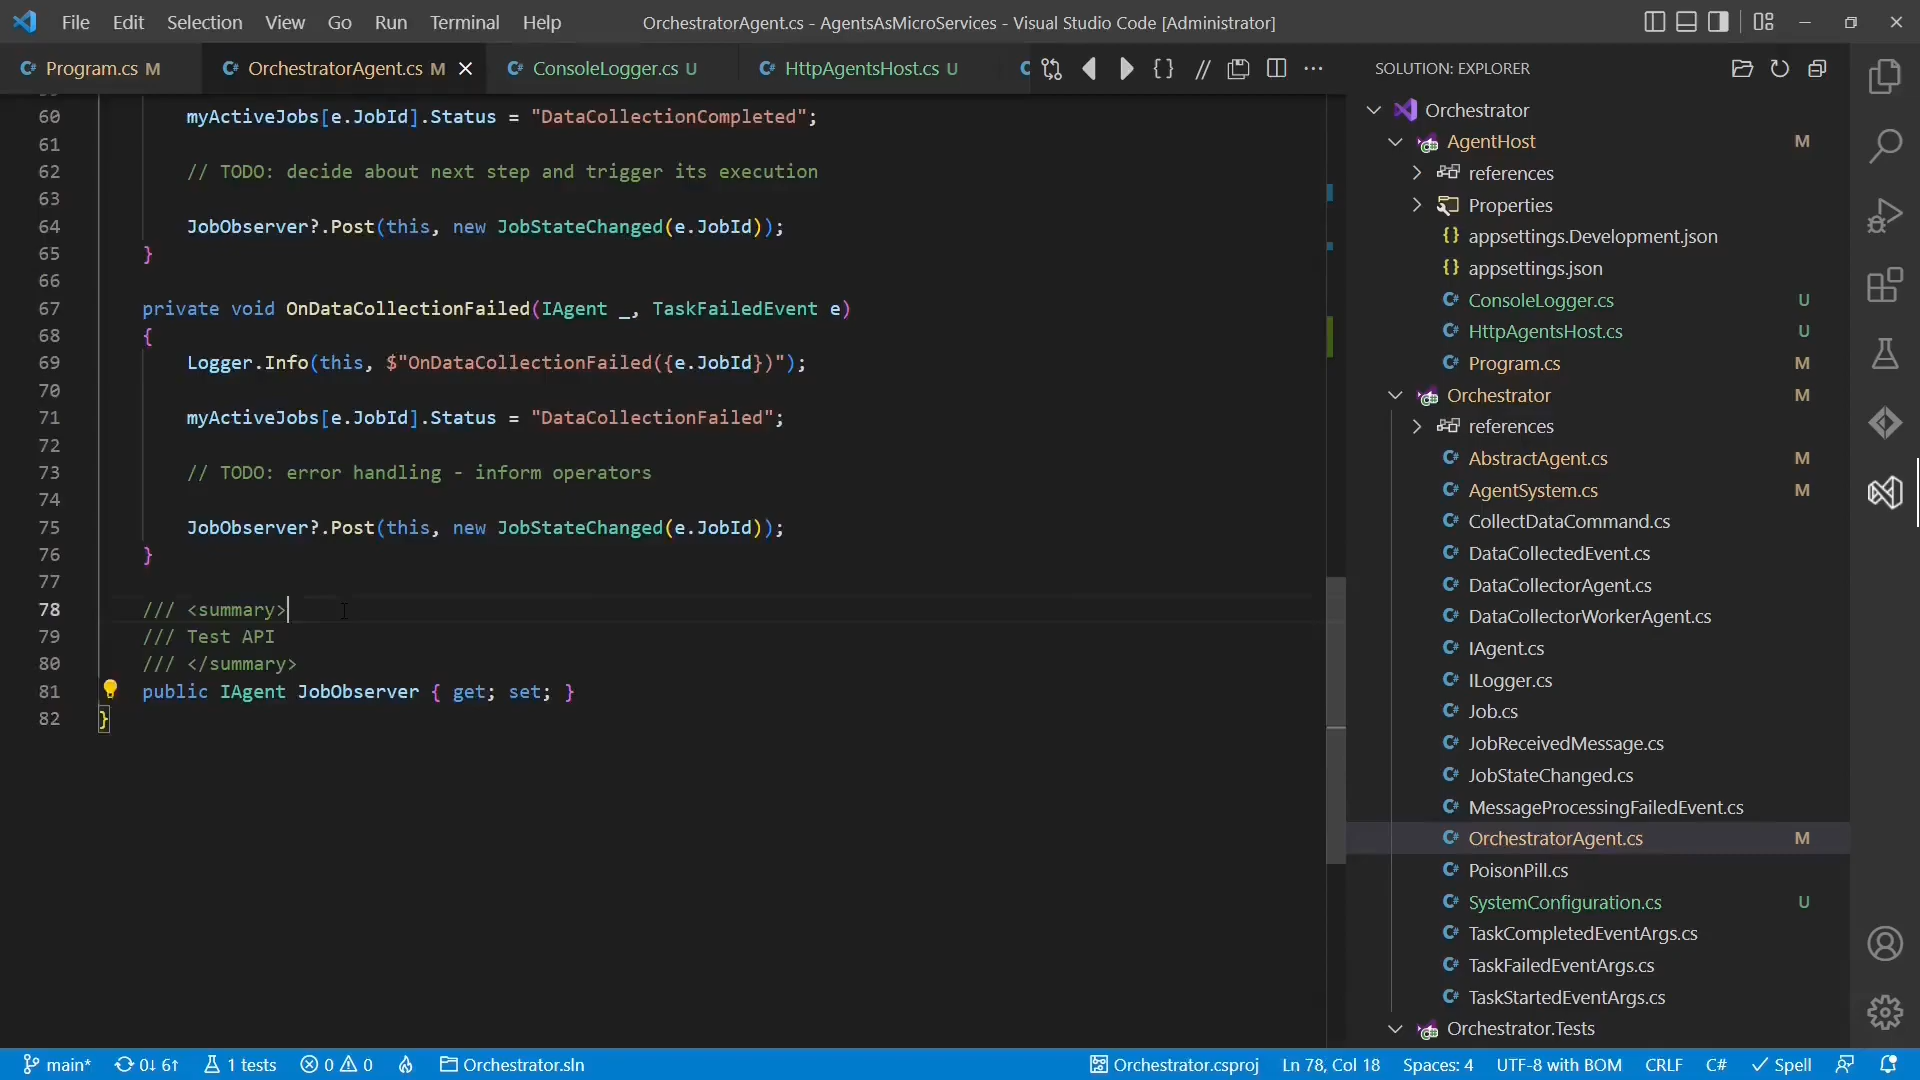 File Edit Selection View Go Run Terminal Help
OrchestratorAgent.cs - AgentsAsMicroServices - Visual Studio Code [Administrator]
C# Program.cs M
C# OrchestratorAgent.cs M
C# ConsoleLogger.cs U
C# HttpAgentsHost.cs U
60 myActiveJobs[e.JobId].Status = "DataCollectionCompleted";
61
62 // TODO: decide about next step and trigger its execution
63
64 JobObserver?.Post(this, new JobStateChanged(e.JobId));
65 }
66
67 private void OnDataCollectionFailed(IAgent _, TaskFailedEvent e)
68 {
69 Logger.Info(this, $"OnDataCollectionFailed({e.JobId})");
70
71 myActiveJobs[e.JobId].Status = "DataCollectionFailed";
72
73 // TODO: error handling - inform operators
74
75 JobObserver?.Post(this, new JobStateChanged(e.JobId));
76 }
77
78 /// <summary>
79 /// Test API
80 /// </summary>
81 public IAgent JobObserver { get; set; }
82 }
SOLUTION: EXPLORER
Orchestrator
AgentHost M
references
Properties
{} appsettings.Development.json
{} appsettings.json
C# ConsoleLogger.cs U
C# HttpAgentsHost.cs U
C# Program.cs M
Orchestrator M
references
C# AbstractAgent.cs M
C# AgentSystem.cs M
C# CollectDataCommand.cs
C# DataCollectedEvent.cs
C# DataCollectorAgent.cs
C# DataCollectorWorkerAgent.cs
C# IAgent.cs
C# ILogger.cs
C# Job.cs
C# JobReceivedMessage.cs
C# JobStateChanged.cs
C# MessageProcessingFailedEvent.cs
C# OrchestratorAgent.cs M
C# PoisonPill.cs
C# SystemConfiguration.cs U
C# TaskCompletedEventArgs.cs
C# TaskFailedEventArgs.cs
C# TaskStartedEventArgs.cs
Orchestrator.Tests
main* 0↓ 6↑ 1 tests 0 0 Orchestrator.sln
Orchestrator.csproj Ln 78, Col 18 Spaces: 4 UTF-8 with BOM CRLF C# Spell